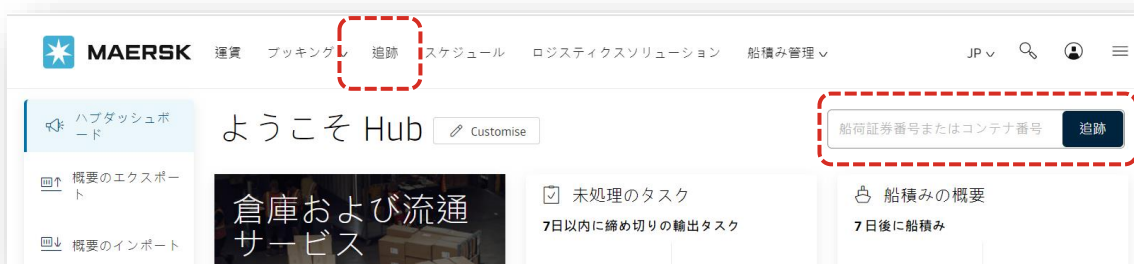 MAERSK 運賃 ブッキング 追跡 スケジュール ロジスティクスソリューション 船積み管理 JP
ハブダッシュボ
ード
ようこそ Hub Customise
船荷証券番号またはコンテナ番号 追跡
概要のエクスポー
ト
概要のインポート
倉庫および流通
サービス
未処理のタスク
7日以内に締め切りの輸出タスク
船積みの概要
7日後に船積み